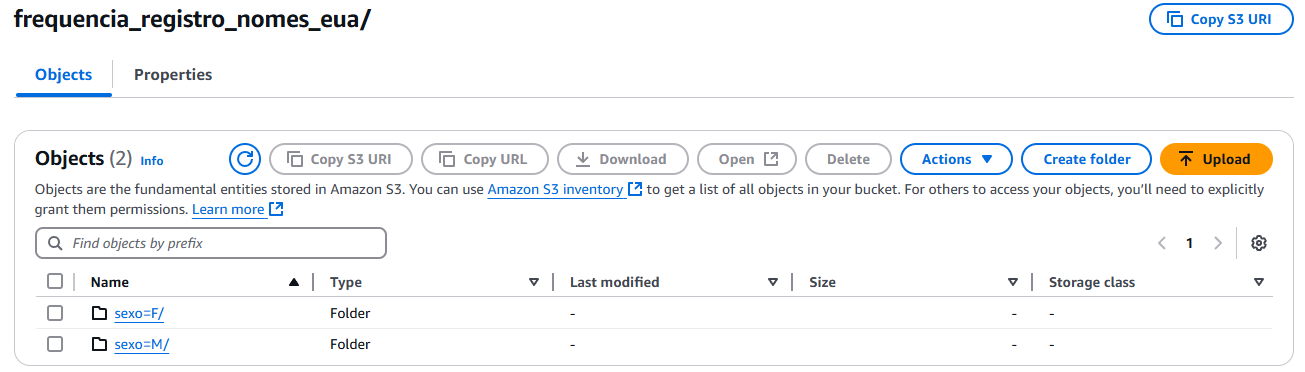 frequencia_registro_nomes_eua/
Copy S3 URI
Objects
Properties
Objects (2) Info
Copy S3 URI
Copy URL
Download
Open
Delete
Actions
Create folder
Upload
Objects are the fundamental entities stored in Amazon S3. You can use Amazon S3 inventory to get a list of all objects in your bucket. For others to access your objects, you’ll need to explicitly
grant them permissions. Learn more
Find objects by prefix
1
Name
Type
Last modified
Size
Storage class
sexo=F/ Folder - - -
sexo=M/ Folder - - -